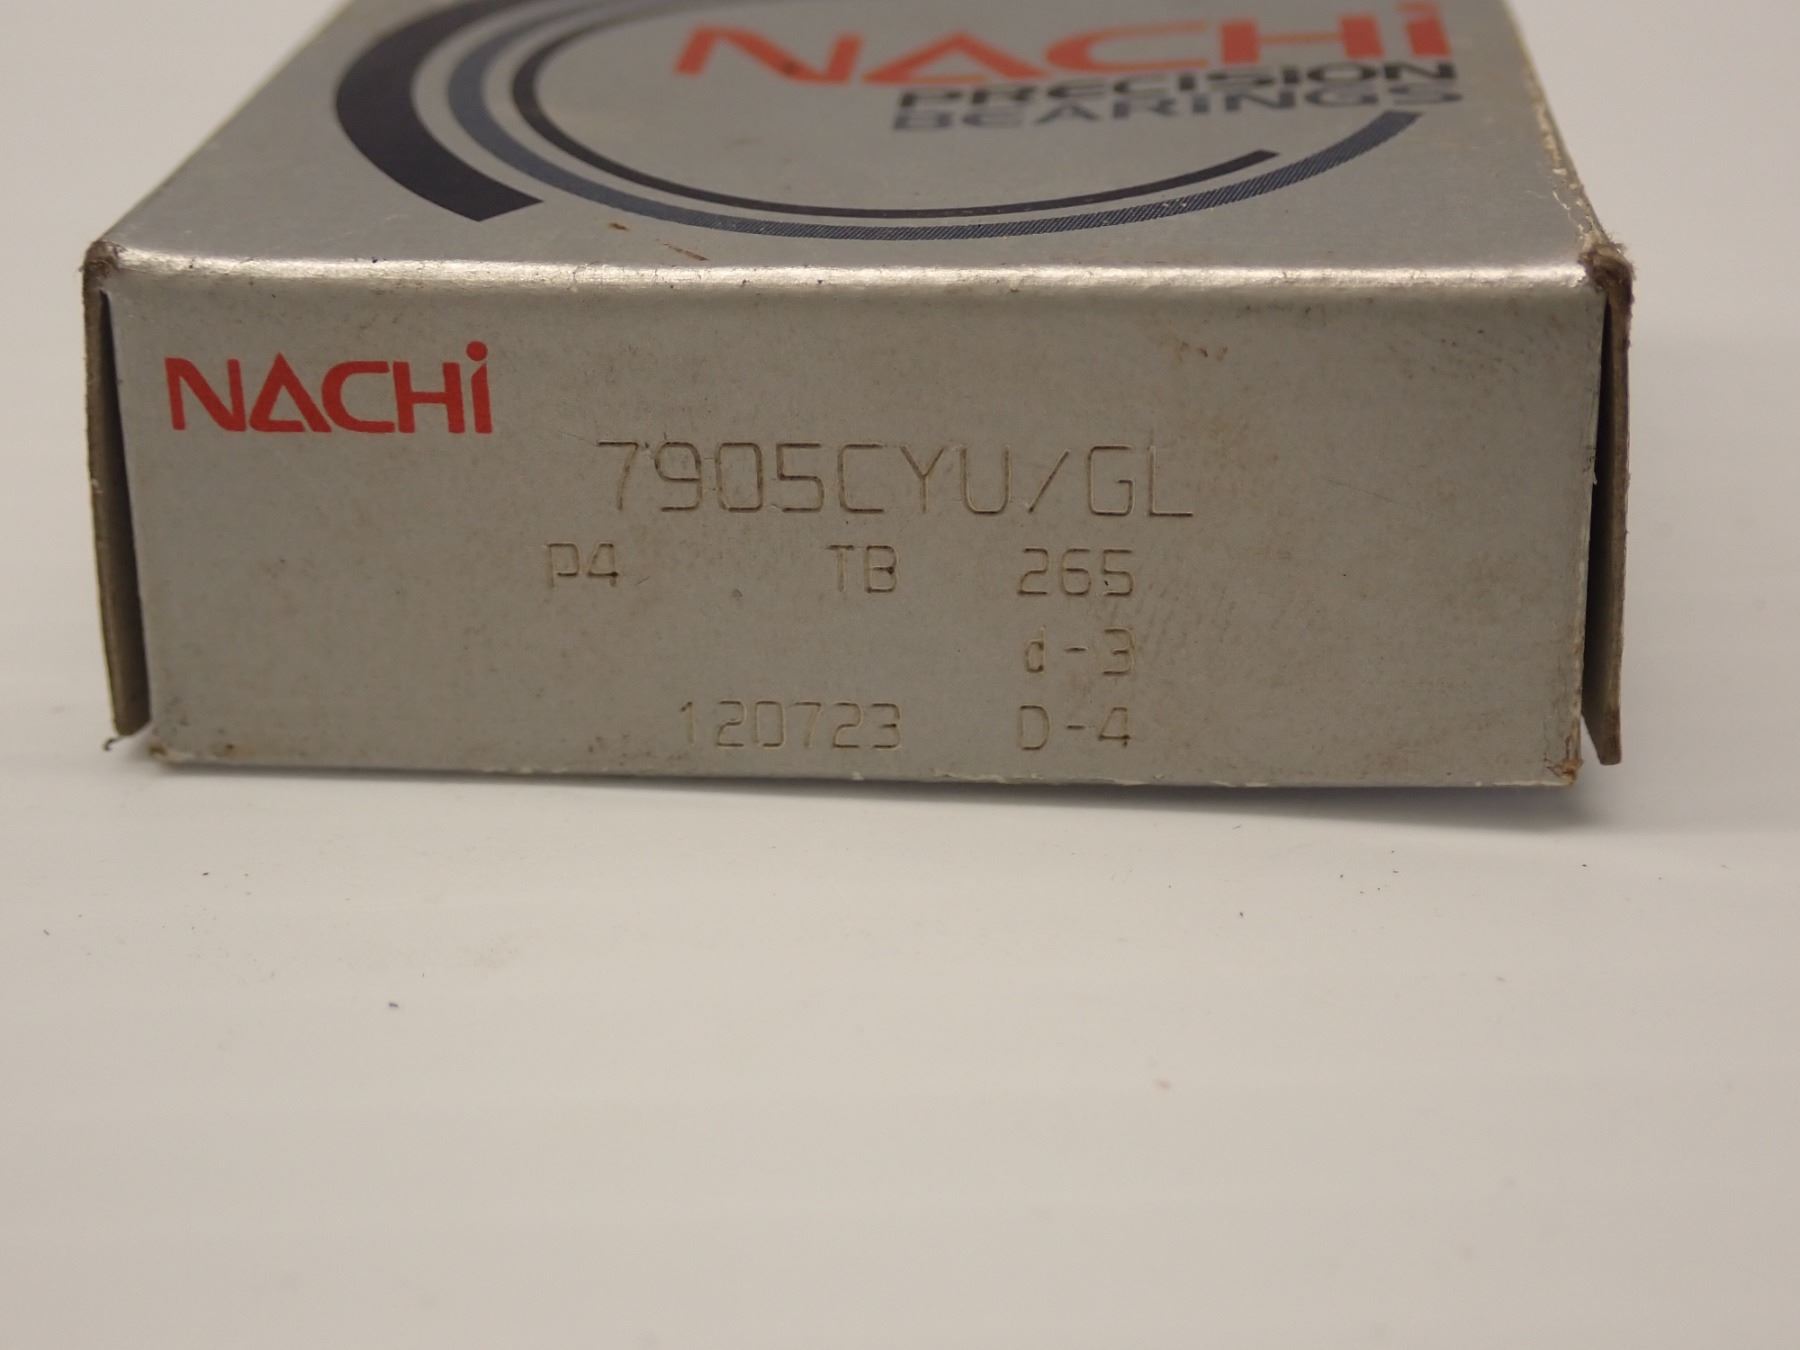 NACHi
PRECISION
BEARINGS
NACHi
7905CYU/GL
P4 TB 265
d-3
120723 D-4